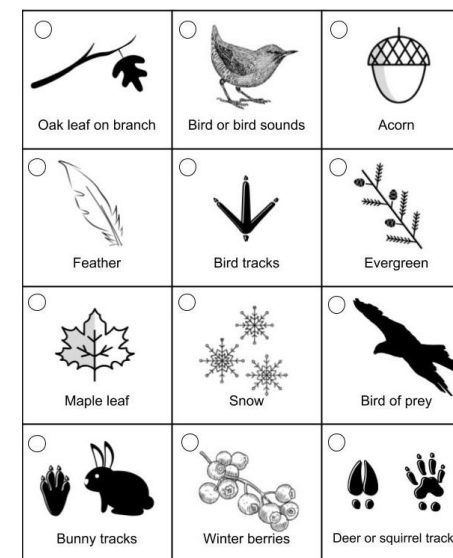 Oak leaf on branch
Bird or bird sounds
Acorn
Feather
Bird tracks
Evergreen
Maple leaf
Snow
Bird of prey
Bunny tracks
Winter berries
Deer or squirrel track